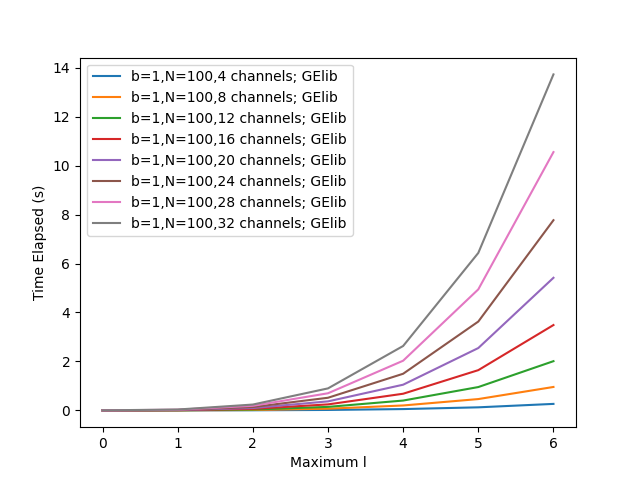 14
12
10
8
6
4
2
0
Time Elapsed (s)
b=1,N=100,4 channels; GElib
b=1,N=100,8 channels; GElib
b=1,N=100,12 channels; GElib
b=1,N=100,16 channels; GElib
b=1,N=100,20 channels; GElib
b=1,N=100,24 channels; GElib
b=1,N=100,28 channels; GElib
b=1,N=100,32 channels; GElib
0 1 2 3 4 5 6
Maximum l